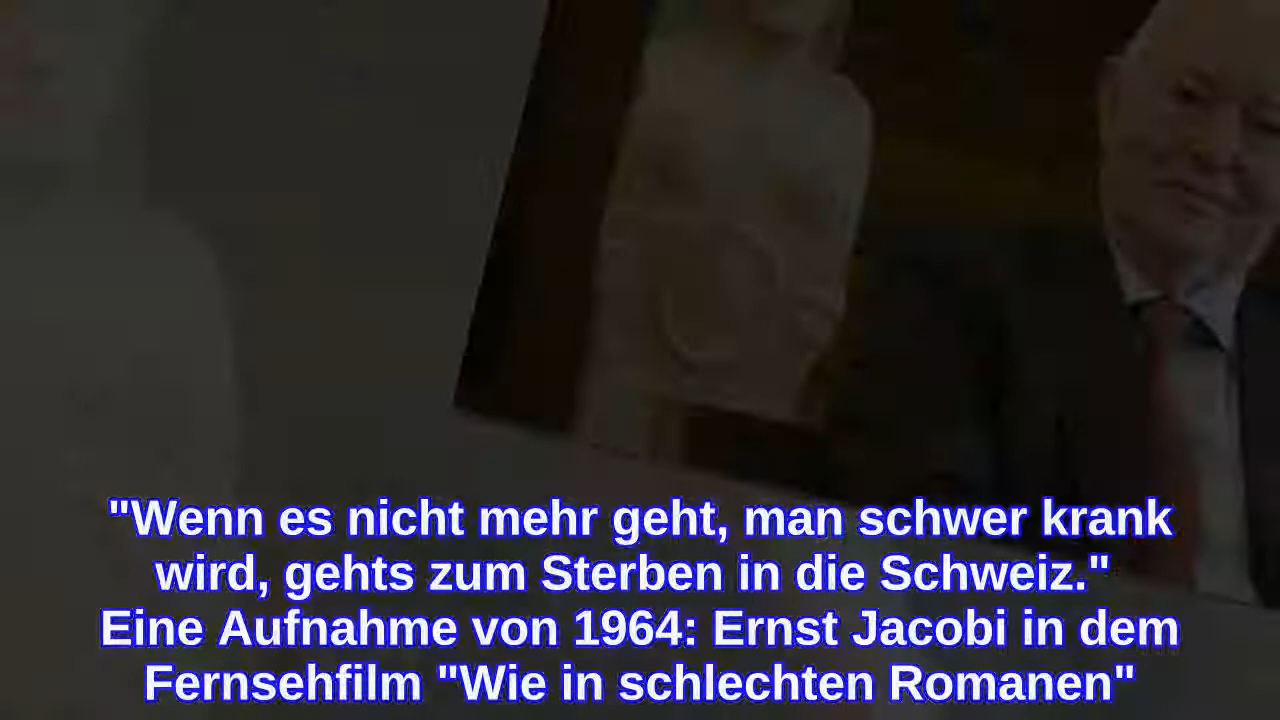 "Wenn es nicht mehr geht, man schwer krank
wird, gehts zum Sterben in die Schweiz."
Eine Aufnahme von 1964: Ernst Jacobi in dem
Fernsehfilm "Wie in schlechten Romanen"